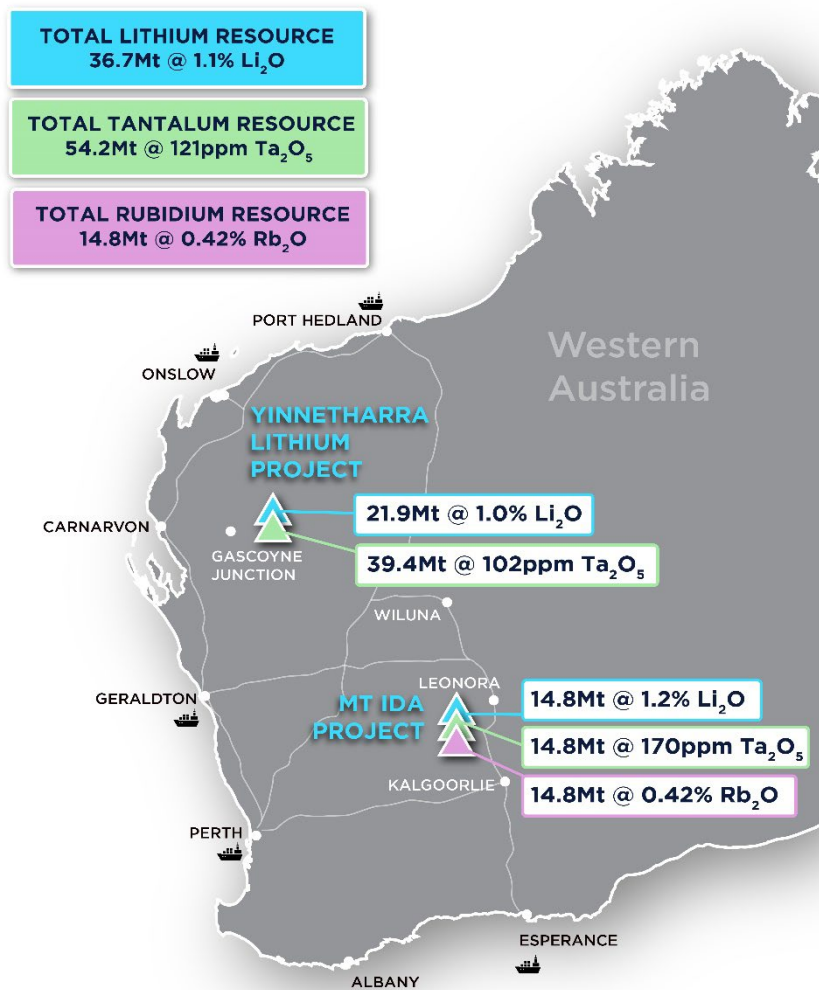 TOTAL LITHIUM RESOURCE
36.7Mt @ 1.1% Li₂O
TOTAL TANTALUM RESOURCE
54.2Mt @ 121ppm Ta₂O₅
TOTAL RUBIDIUM RESOURCE
14.8Mt @ 0.42% Rb₂O
PORT HEDLAND
Western
Australia
ONSLOW
YINNETHARRA
LITHIUM
PROJECT
21.9Mt @ 1.0% Li₂O
CARNARVON
GASCOYNE
JUNCTION
39.4Mt @ 102ppm Ta₂O₅
WILUNA
LEONORA
GERALDTON
MT IDA
PROJECT
14.8Mt @ 1.2% Li₂O
14.8Mt @ 170ppm Ta₂O₅
14.8Mt @ 0.42% Rb₂O
KALGOORLIE
PERTH
ESPERANCE
ALBANY